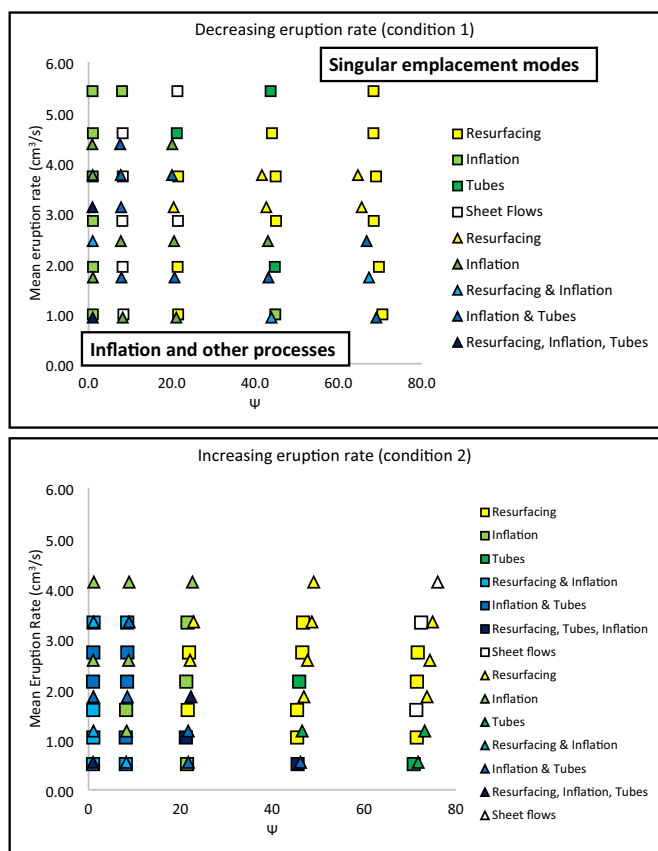 Decreasing eruption rate (condition 1)
Singular emplacement modes
Mean eruption rate (cm³/s)
6.00
5.00
4.00
3.00
2.00
1.00
0.00
Inflation and other processes
0.0
20.0
40.0
60.0
80.0
Ψ
Resurfacing
Inflation
Tubes
Sheet Flows
Resurfacing
Inflation
Resurfacing & Inflation
Inflation & Tubes
Resurfacing, Inflation, Tubes
Increasing eruption rate (condition 2)
Mean Eruption Rate (cm³/s)
6.00
5.00
4.00
3.00
2.00
1.00
0.00
0
20
40
60
80
Ψ
Resurfacing
Inflation
Tubes
Resurfacing & Inflation
Inflation & Tubes
Resurfacing, Tubes, Inflation
Sheet flows
Resurfacing
Inflation
Tubes
Resurfacing & Inflation
Inflation & Tubes
Resurfacing, Inflation, Tubes
Sheet flows